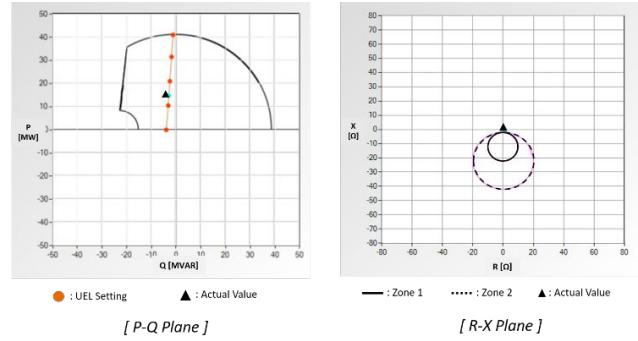 50
40
30
20
10
P
[MW]
-10
-20
-30
-40
-50
-50 -40 -30 -20 -10 0 10 20 30 40 50
Q [MVAR]
: UEL Setting
: Actual Value
[ P-Q Plane ]
80
70
60
50
40
30
20
10
X
[Ω]
0
-10
-20
-30
-40
-50
-60
-70
-80
-80 -60 -40 -20 0 20 40 60 80
R [Ω]
: Zone 1 : Zone 2 : Actual Value
[ R-X Plane ]